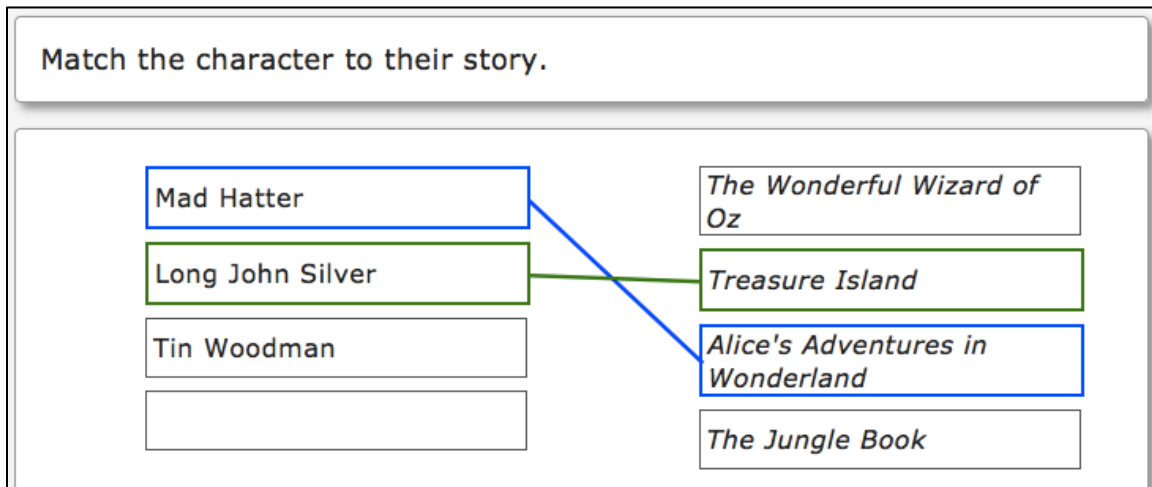 Match the character to their story.
Mad Hatter
Long John Silver
Tin Woodman
The Wonderful Wizard of
Oz
Treasure Island
Alice's Adventures in
Wonderland
The Jungle Book